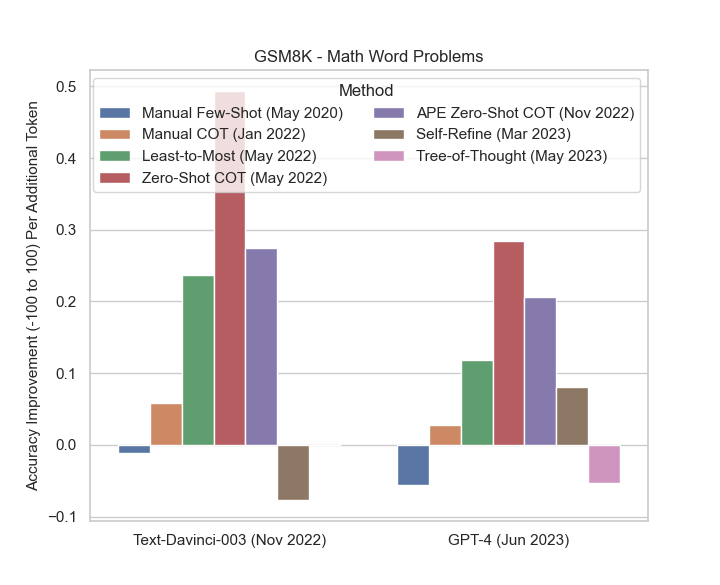 GSM8K - Math Word Problems
Accuracy Improvement (-100 to 100) Per Additional Token
0.5
0.4
0.3
0.2
0.1
0.0
−0.1
Method
Manual Few-Shot (May 2020)
Manual COT (Jan 2022)
Least-to-Most (May 2022)
Zero-Shot COT (May 2022)
APE Zero-Shot COT (Nov 2022)
Self-Refine (Mar 2023)
Tree-of-Thought (May 2023)
Text-Davinci-003 (Nov 2022)
GPT-4 (Jun 2023)